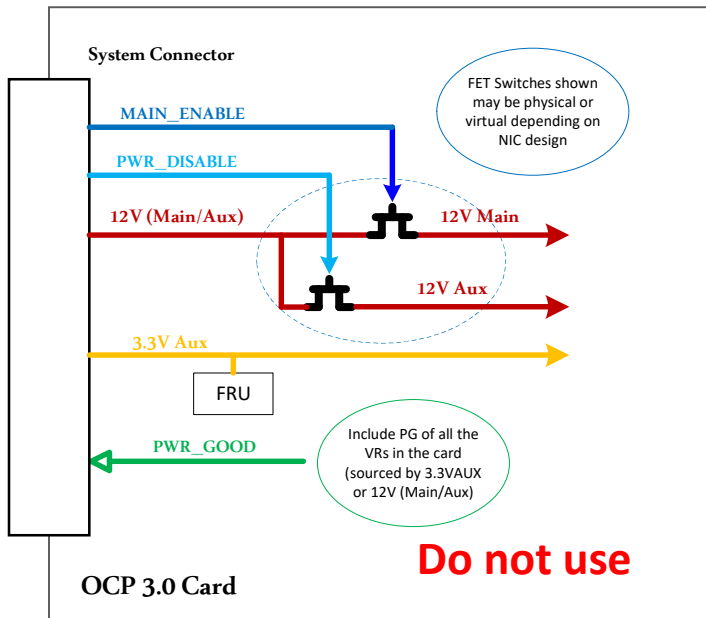 System Connector
FET Switches shown
may be physical or
virtual depending on
NIC design
MAIN_ENABLE
PWR_DISABLE
12V (Main/Aux)
12V Main
12V Aux
3.3V Aux
FRU
PWR_GOOD
Include PG of all the
VRs in the card
(sourced by 3.3VAUX
or 12V (Main/Aux)
Do not use
OCP 3.0 Card